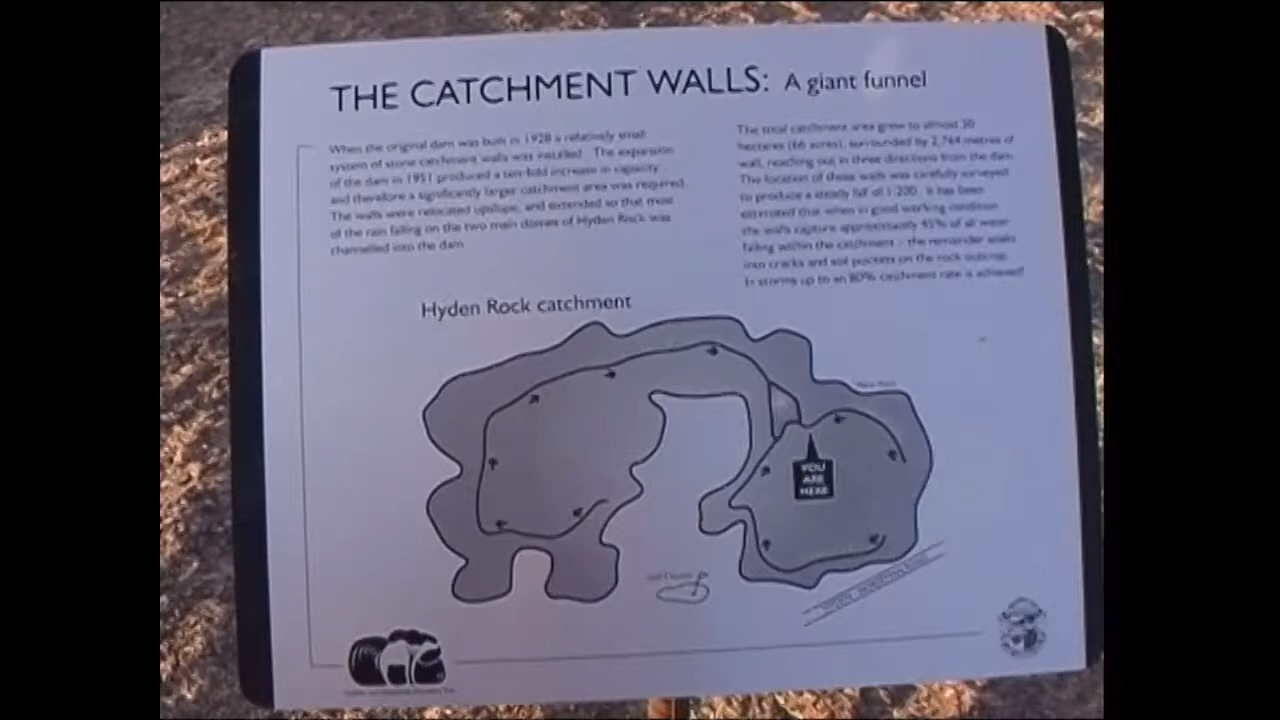 THE CATCHMENT WALLS: A giant funnel
When the original dam was built in 1928 a relatively small
system of stone catchment walls was installed. The expansion
of the dam in 1951 produced a ten-fold increase in capacity
and therefore a significantly larger catchment area was required.
The walls were relocated upslope, and extended so that most
of the rain falling on the two main domes of Hyden Rock was
channelled into the dam.
The total catchment area grew to almost 30
hectares (66 acres), surrounded by 2,764 metres of
wall, reaching out in three directions from the dam.
The location of these walls was carefully surveyed
to produce a steady fall of 1:200. It has been
estimated that when in good working condition
the walls capture approximately 45% of all water
falling within the catchment - the remainder soaks
into cracks and soil pockets on the rock outcrop.
In storms up to an 80% catchment rate is achieved!
Hyden Rock catchment
YOU
ARE
HERE